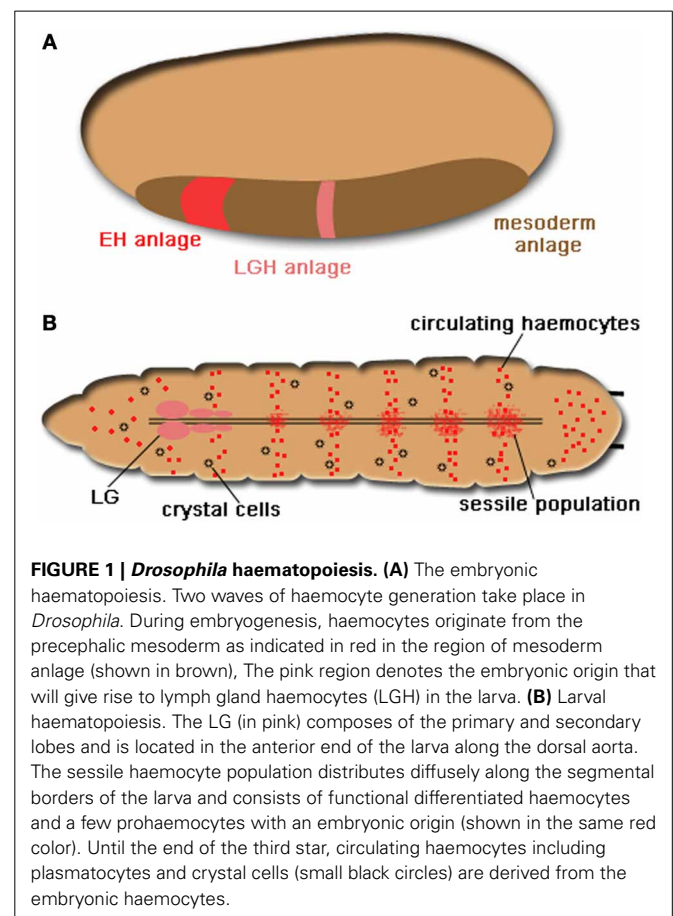 A
EH anlage
LGH anlage
mesoderm
anlage
B
circulating haemocytes
LG
crystal cells
sessile population
FIGURE 1 | Drosophila haematopoiesis. (A) The embryonic
haematopoiesis. Two waves of haemocyte generation take place in
Drosophila. During embryogenesis, haemocytes originate from the
precephalic mesoderm as indicated in red in the region of mesoderm
anlage (shown in brown), The pink region denotes the embryonic origin that
will give rise to lymph gland haemocytes (LGH) in the larva. (B) Larval
haematopoiesis. The LG (in pink) composes of the primary and secondary
lobes and is located in the anterior end of the larva along the dorsal aorta.
The sessile haemocyte population distributes diffusely along the segmental
borders of the larva and consists of functional differentiated haemocytes
and a few prohaemocytes with an embryonic origin (shown in the same red
color). Until the end of the third star, circulating haemocytes including
plasmatocytes and crystal cells (small black circles) are derived from the
embryonic haemocytes.